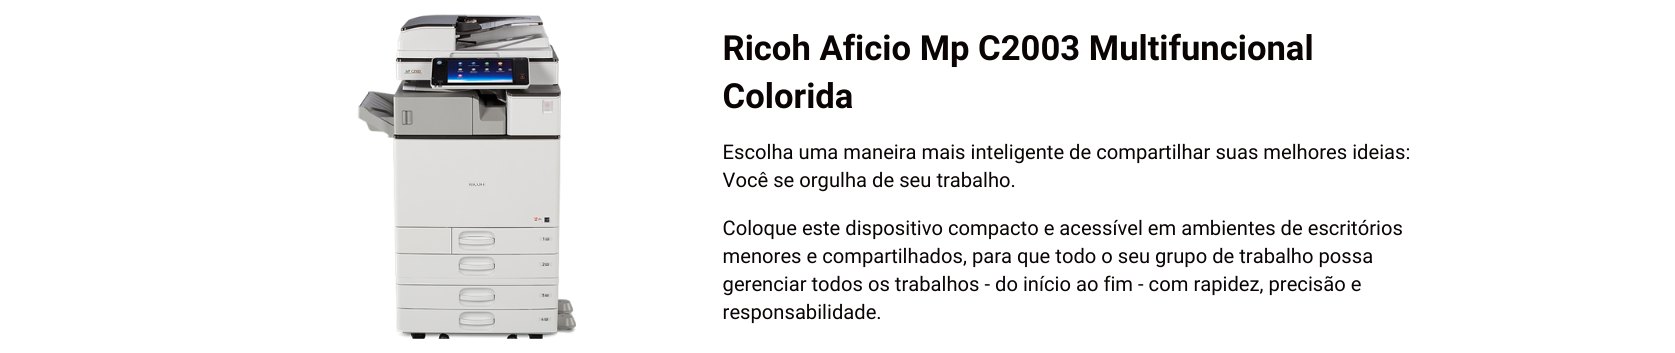 Ricoh Aficio Mp C2003 Multifuncional
Colorida
Escolha uma maneira mais inteligente de compartilhar suas melhores ideias:
Você se orgulha de seu trabalho.
Coloque este dispositivo compacto e acessível em ambientes de escritórios
menores e compartilhados, para que todo o seu grupo de trabalho possa
gerenciar todos os trabalhos - do início ao fim - com rapidez, precisão e
responsabilidade.
RICOH